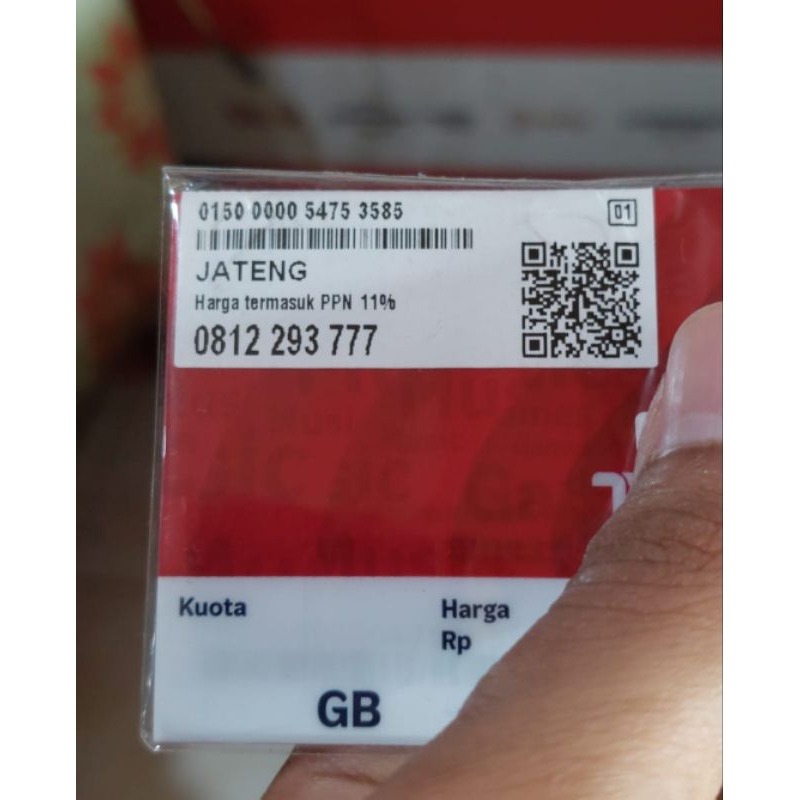 0150 0000 5475 3585
01
JATENG
Harga termasuk PPN 11%
0812 293 777
Kuota
Harga
Rp
GB